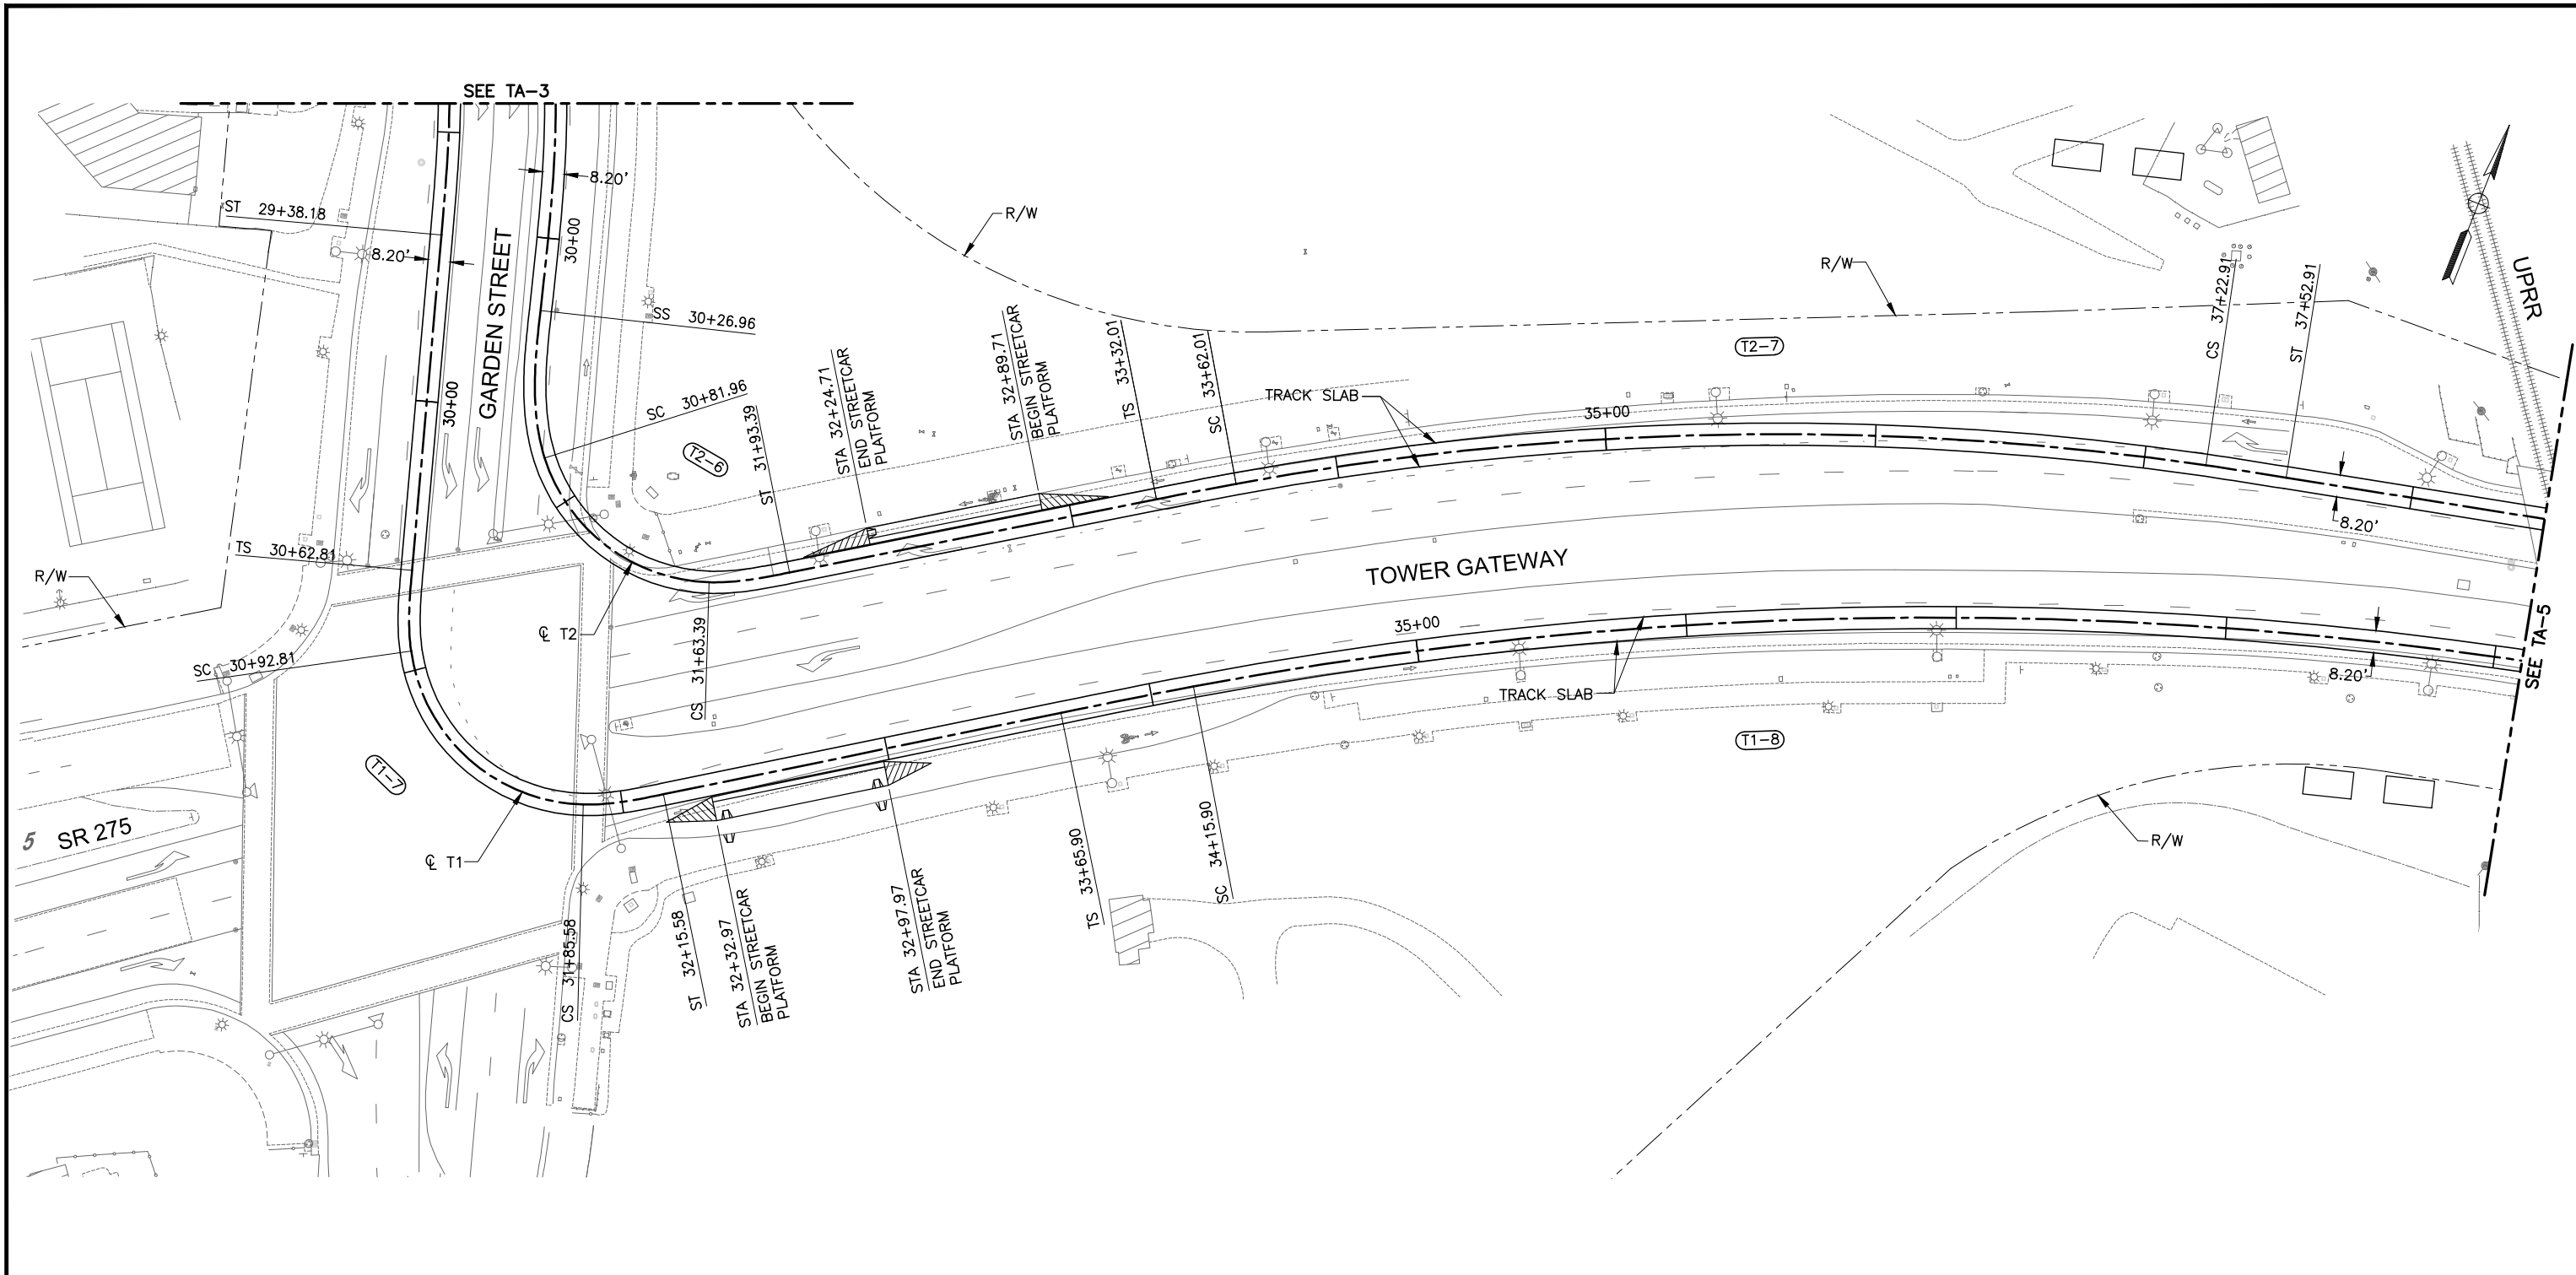 SEE TA-3
ST 29+38.18
8.20'
8.20'
30+00
GARDEN STREET
30+00
SS 30+26.96
SC 30+81.96
T2-6
ST 31+93.39
STA 32+24.71
END STREETCAR
PLATFORM
STA 32+89.71
BEGIN STREETCAR
PLATFORM
TS 33+32.01
SC 33+62.01
R/W
R/W
T2-7
TRACK SLAB
35+00
CS 37+22.91
ST 37+52.91
UPRR
8.20'
TS 30+62.81
R/W
SC 30+92.81
℄ T2
CS 31+63.39
TOWER GATEWAY
35+00
TRACK SLAB
8.20'
SEE TA-5
T1-7
T1-8
5 SR 275
℄ T1
CS 31+85.58
ST 32+15.58
STA 32+32.97
BEGIN STREETCAR
PLATFORM
STA 32+97.97
END STREETCAR
PLATFORM
TS 33+65.90
SC 34+15.90
R/W